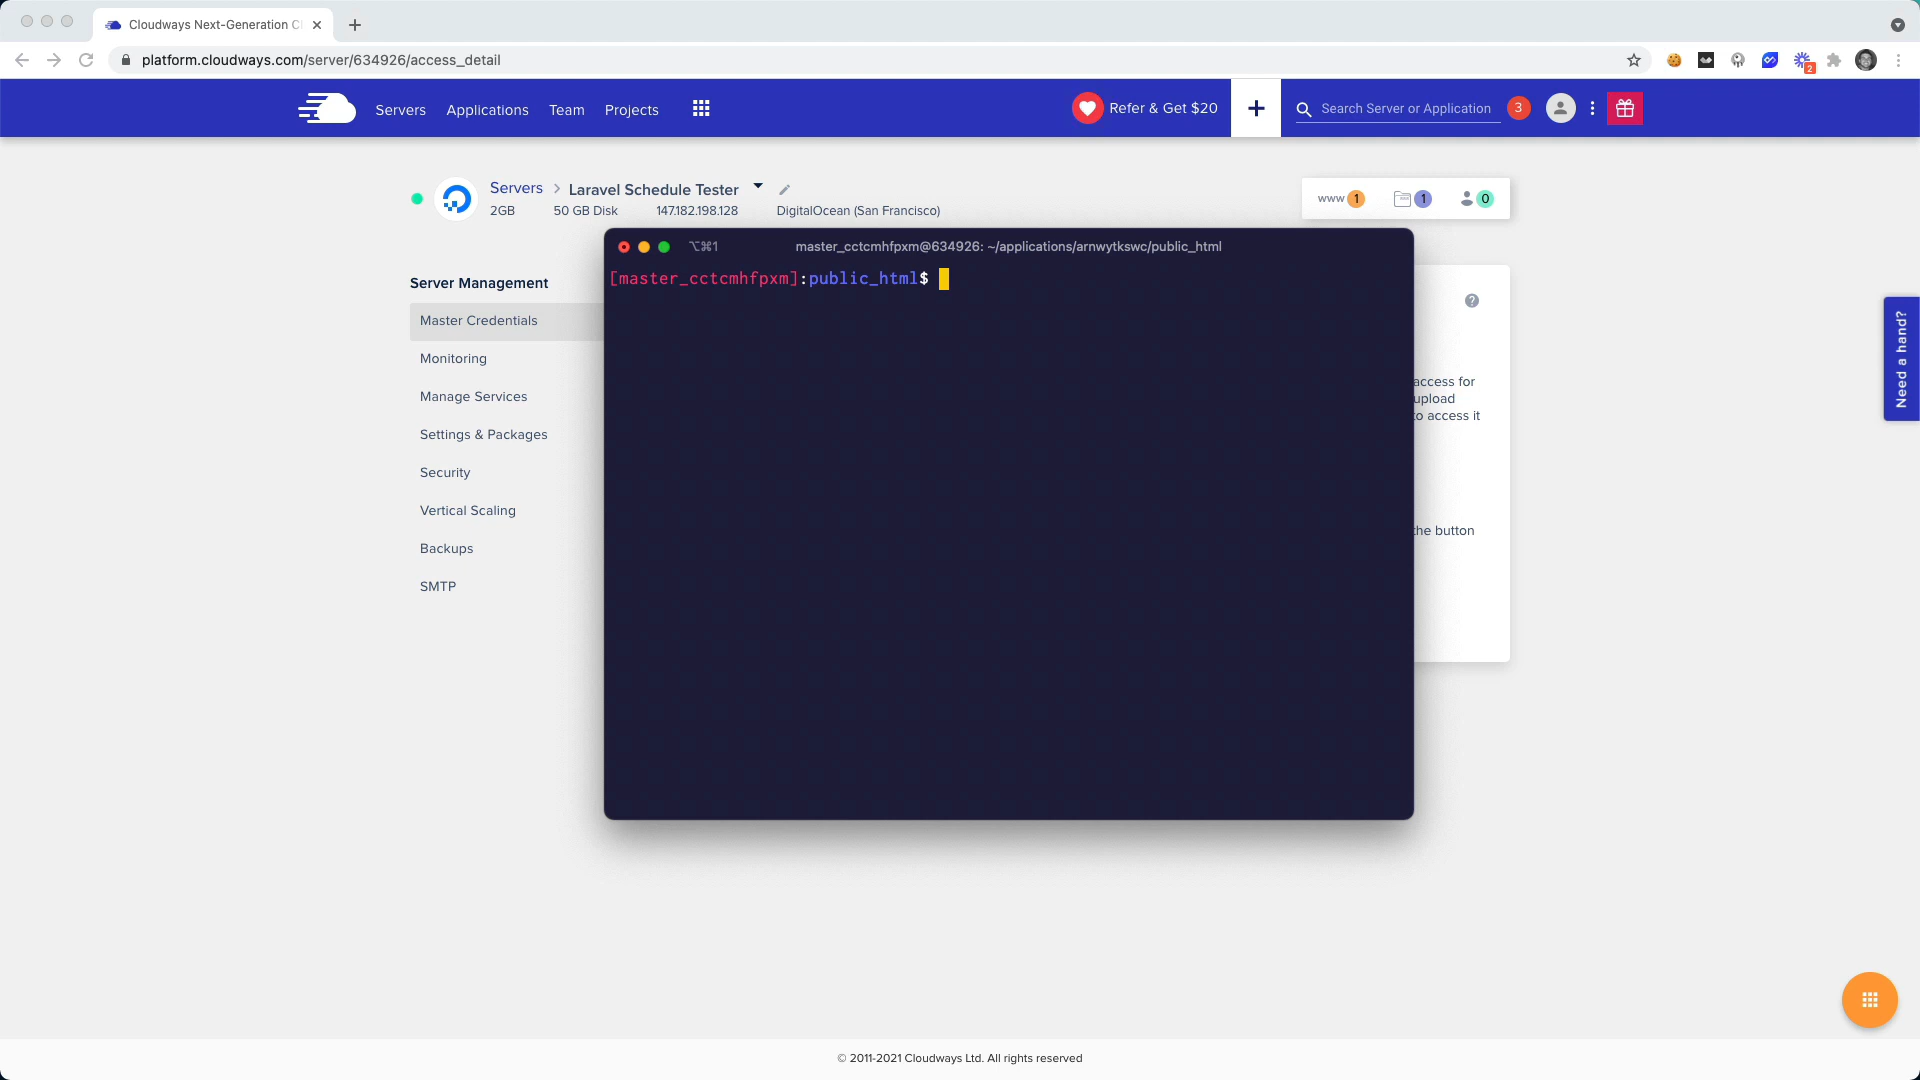 Cloudways Next-Generation C
platform.cloudways.com/server/634926/access_detail
2
Servers
Applications
Team
Projects
Refer & Get $20
+
Search Server or Application
3
Servers > Laravel Schedule Tester
2GB
50 GB Disk
147.182.198.128
DigitalOcean (San Francisco)
www 1
1
0
⌥⌘1
master_cctcmhfpxm@634926: ~/applications/arnwytkswc/public_html
[master_cctcmhfpxm]:public_html$
Server Management
Master Credentials
Monitoring
Manage Services
Settings & Packages
Security
Vertical Scaling
Backups
SMTP
?
access for
upload
to access it
the button
Need a hand?
© 2011-2021 Cloudways Ltd. All rights reserved